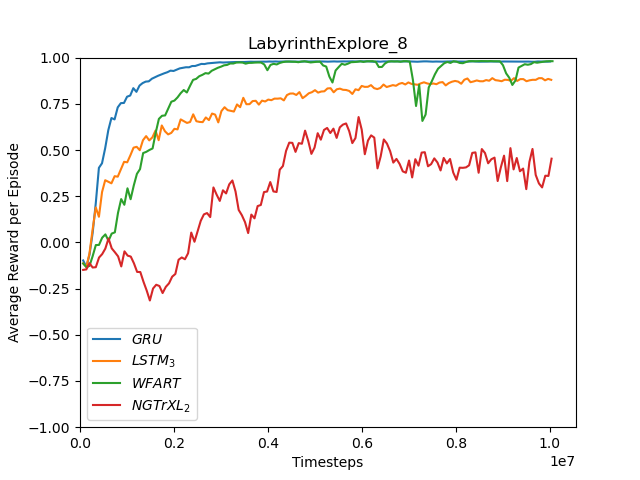 LabyrinthExplore_8
Average Reward per Episode
1.00
0.75
0.50
0.25
0.00
−0.25
−0.50
−0.75
−1.00
GRU
LSTM₃
WFART
NGTrXL₂
0.0 0.2 0.4 0.6 0.8 1.0
1e7
Timesteps